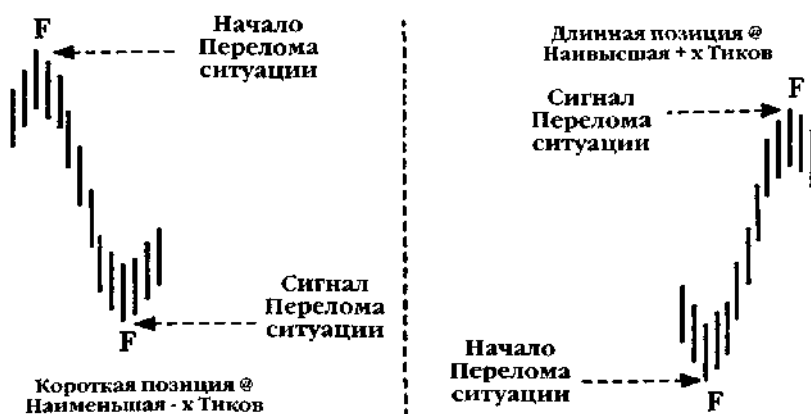 F
Начало
Перелома
ситуации
Сигнал
Перелома
ситуации
F
Короткая позиция @
Наименьшая - x Тиков
Длинная позиция @
Наивысшая + x Тиков
F
Сигнал
Перелома
ситуации
Начало
Перелома
ситуации
F